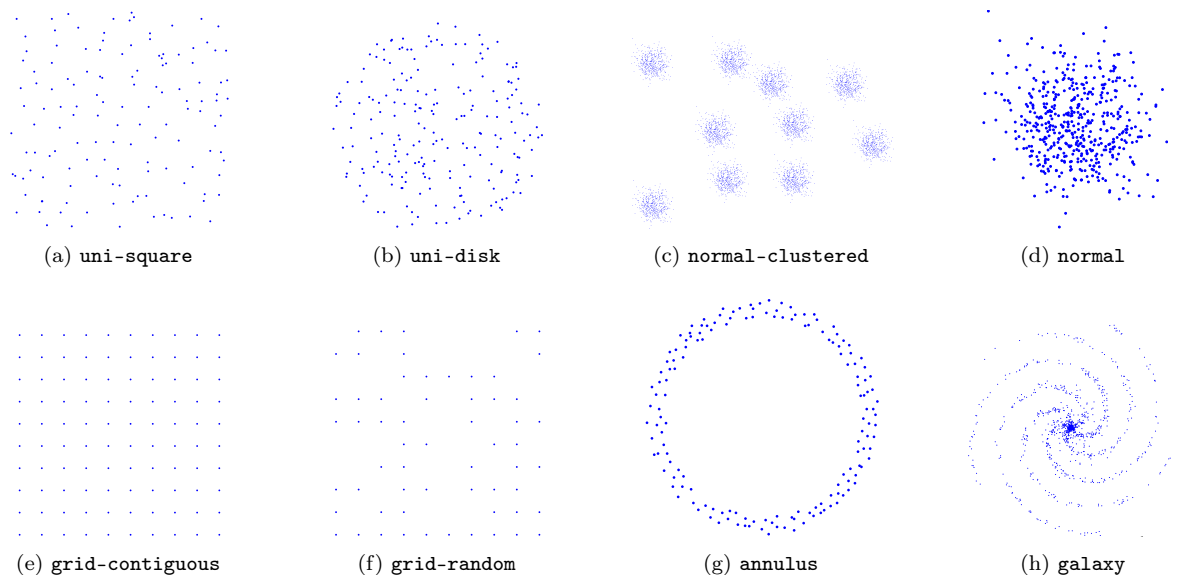 (a) uni-square
(b) uni-disk
(c) normal-clustered
(d) normal
(e) grid-contiguous
(f) grid-random
(g) annulus
(h) galaxy